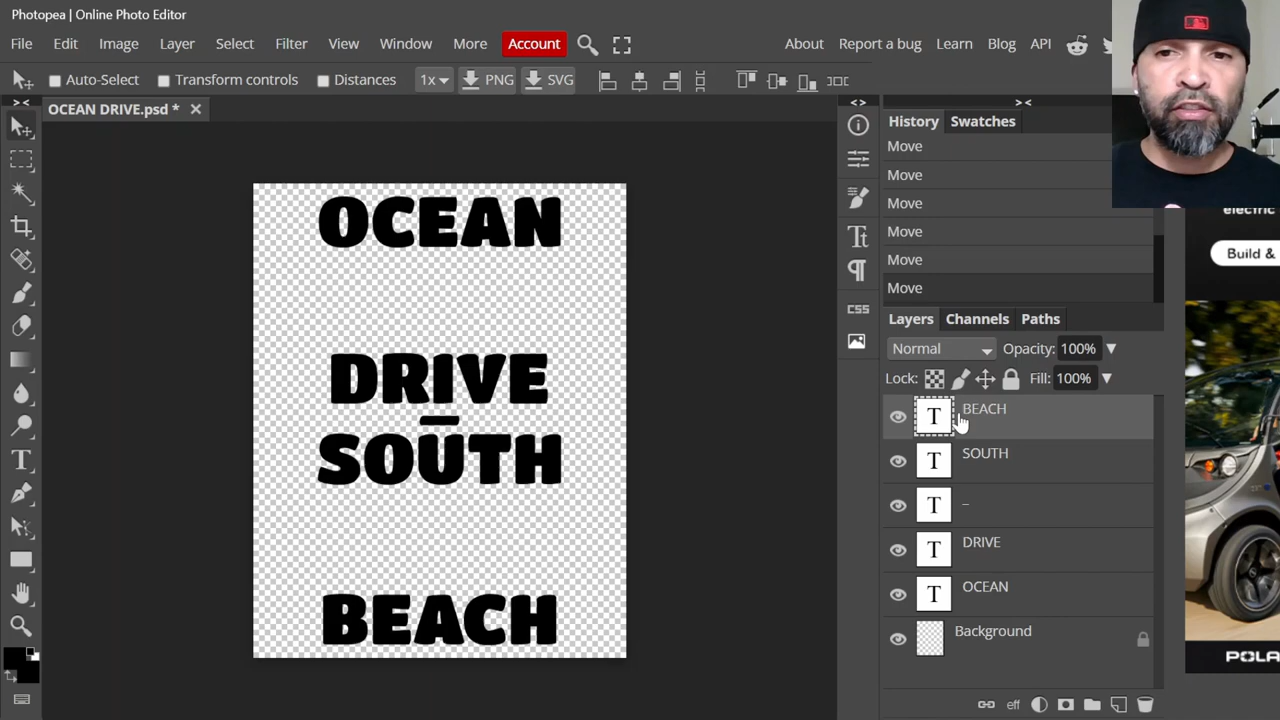 Photopea | Online Photo Editor
File Edit Image Layer Select Filter View Window More Account About Report a bug Learn Blog API
Auto-Select Transform controls Distances 1x PNG SVG
OCEAN DRIVE.psd *
History Swatches
Move
Move
Move
Move
Move
Move
Layers Channels Paths
Normal Opacity: 100%
Lock: Fill: 100%
T BEACH
T SOUTH
T –
T DRIVE
T OCEAN
Background
eff
CSS
OCEAN
DRIVE
–
SOUTH
BEACH
electric
Build &